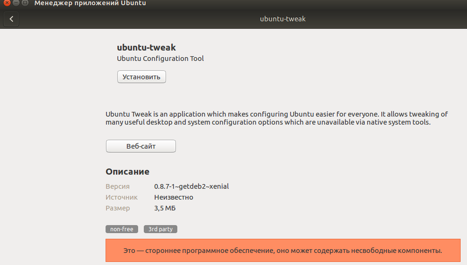 Менеджер приложений Ubuntu
ubuntu-tweak
ubuntu-tweak
Ubuntu Configuration Tool
Установить
Ubuntu Tweak is an application which makes configuring Ubuntu easier for everyone. It allows tweaking of
many useful desktop and system configuration options which are unavailable via native system tools.
Веб-сайт
Описание
Версия 0.8.7-1~getdeb2~xenial
Источник Неизвестно
Размер 3,5 МБ
non-free 3rd party
Это — стороннее программное обеспечение, оно может содержать несвободные компоненты.